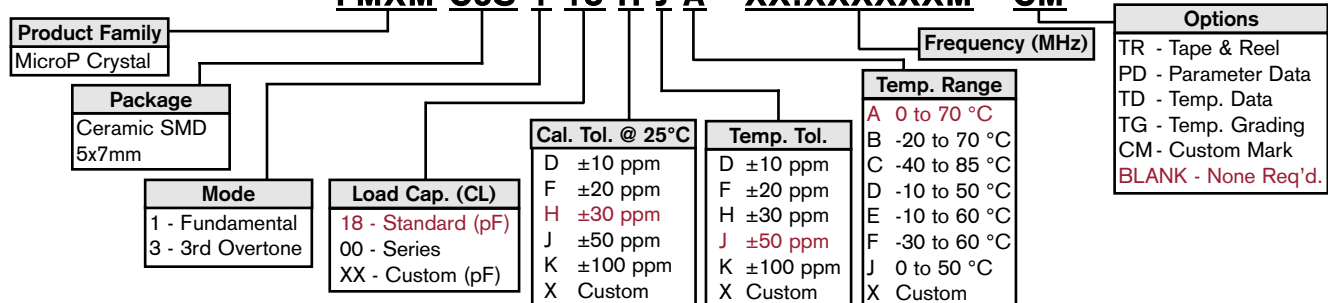 Product Family
MicroP Crystal
Package
Ceramic SMD
5x7mm
Mode
1 - Fundamental
3 - 3rd Overtone
Load Cap. (CL)
18 - Standard (pF)
00 - Series
XX - Custom (pF)
Cal. Tol. @ 25°C
D ±10 ppm
F ±20 ppm
H ±30 ppm
J ±50 ppm
K ±100 ppm
X Custom
Temp. Tol.
D ±10 ppm
F ±20 ppm
H ±30 ppm
J ±50 ppm
K ±100 ppm
X Custom
Frequency (MHz)
Temp. Range
A 0 to 70 °C
B -20 to 70 °C
C -40 to 85 °C
D -10 to 50 °C
E -10 to 60 °C
F -30 to 60 °C
J 0 to 50 °C
X Custom
Options
TR - Tape & Reel
PD - Parameter Data
TD - Temp. Data
TG - Temp. Grading
CM - Custom Mark
BLANK - None Req'd.